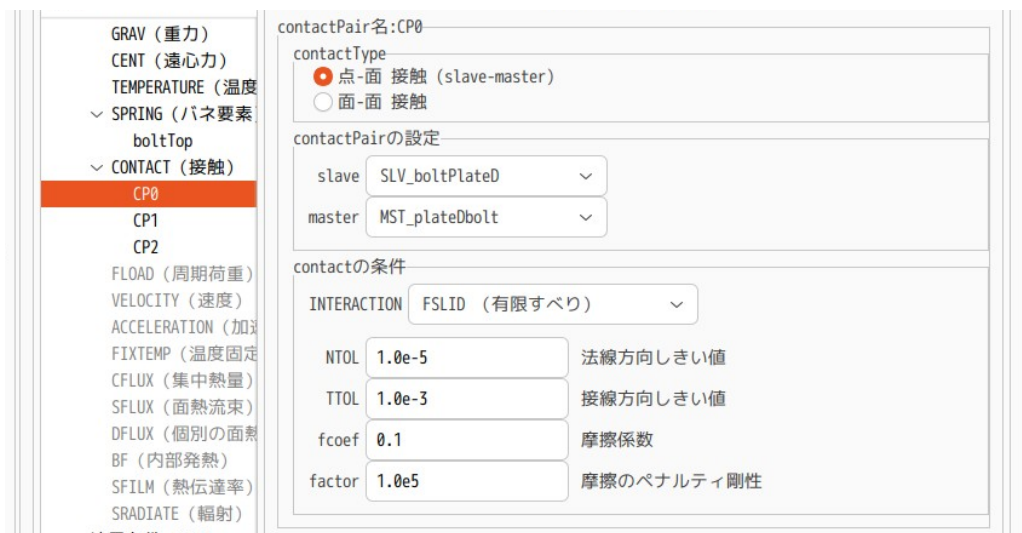 GRAV（重力）
CENT（遠心力）
TEMPERATURE（温度
SPRING（バネ要素）
boltTop
CONTACT（接触）
CP0
CP1
CP2
FLOAD（周期荷重）
VELOCITY（速度）
ACCELERATION（加速
FIXTEMP（温度固定
CFLUX（集中熱量）
SFLUX（面熱流束）
DFLUX（個別の面熱
BF（内部発熱）
SFILM（熱伝達率）
SRADIATE（輻射）
contactPair名:CP0
contactType
点-面 接触（slave-master）
面-面 接触
contactPairの設定
slave SLV_boltPlateD
master MST_plateDbolt
contactの条件
INTERACTION FSLID （有限すべり）
NTOL 1.0e-5 法線方向しきい値
TTOL 1.0e-3 接線方向しきい値
fcoef 0.1 摩擦係数
factor 1.0e5 摩擦のペナルティ剛性